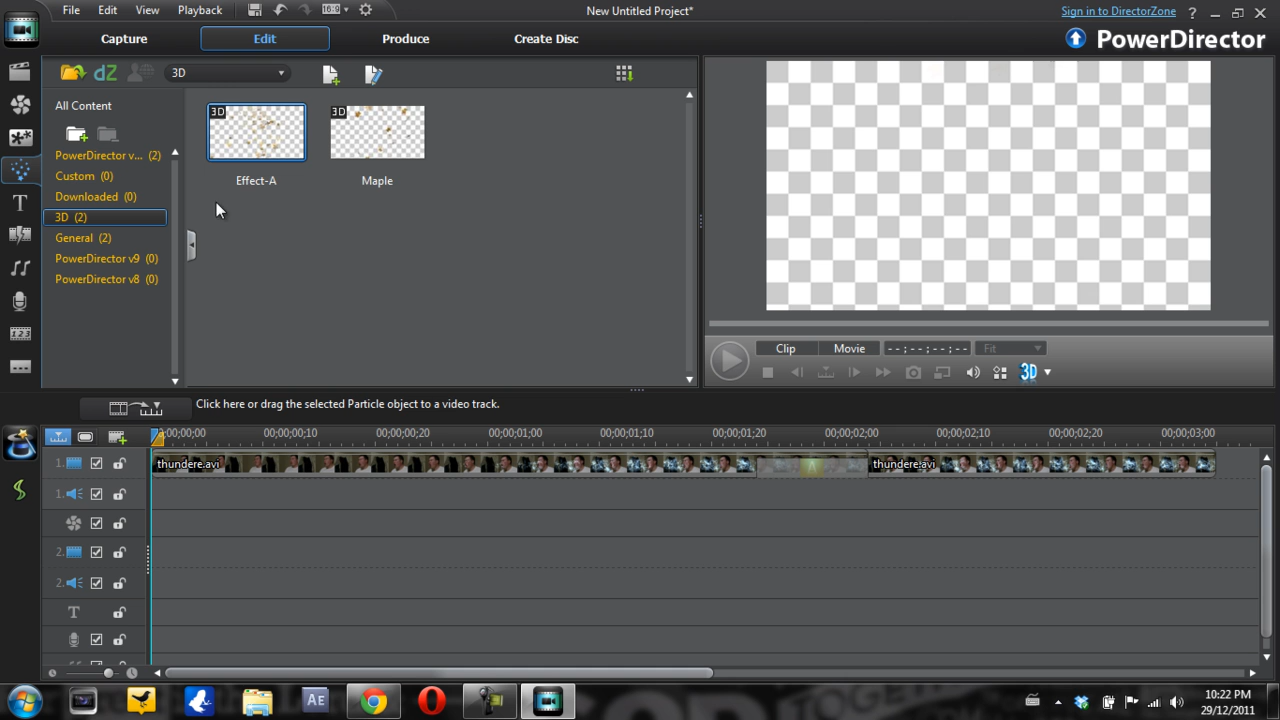 File Edit View Playback
16:9
New Untitled Project*
Sign in to DirectorZone
?
Capture Edit Produce Create Disc
PowerDirector
dZ
3D
All Content
PowerDirector v... (2)
Custom (0)
Downloaded (0)
3D (2)
General (2)
PowerDirector v9 (0)
PowerDirector v8 (0)
3D
3D
Effect-A
Maple
T
123
Clip Movie --;--;--;-- Fit
3D
Click here or drag the selected Particle object to a video track.
00;00;00;00 00;00;00;10 00;00;00;20 00;00;01;00 00;00;01;10 00;00;01;20 00;00;02;00 00;00;02;10 00;00;02;20 00;00;03;00
1. thundere.avi thundere.avi
1.
2.
2.
T
Ae
10:22 PM
29/12/2011